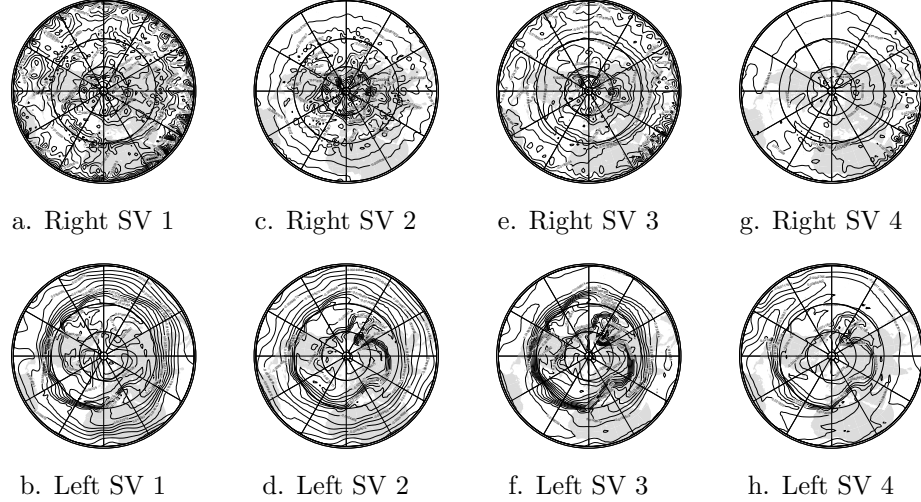 a. Right SV 1
c. Right SV 2
e. Right SV 3
g. Right SV 4
b. Left SV 1
d. Left SV 2
f. Left SV 3
h. Left SV 4